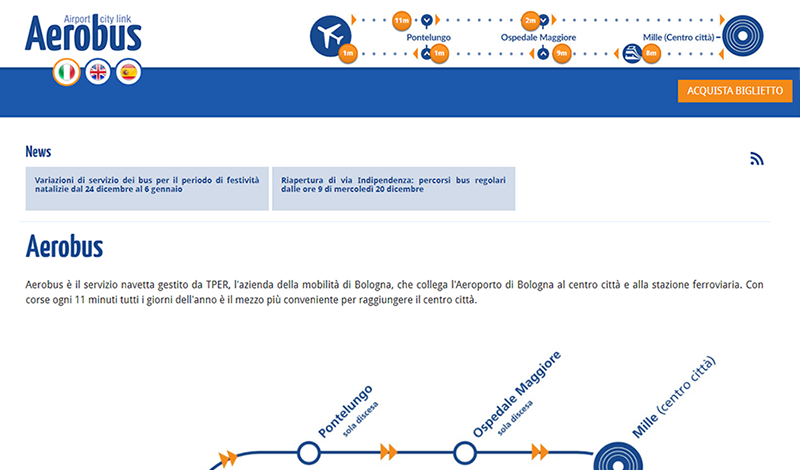 Airport city link
Aerobus
11m
2m
Pontelungo
Ospedale Maggiore
Mille (Centro città)
1m
1m
9m
8m
ACQUISTA BIGLIETTO
News
Variazioni di servizio dei bus per il periodo di festività
natalizie dal 24 dicembre al 6 gennaio
Riapertura di via Indipendenza: percorsi bus regolari
dalle ore 9 di mercoledì 20 dicembre
Aerobus
Aerobus è il servizio navetta gestito da TPER, l'azienda della mobilità di Bologna, che collega l'Aeroporto di Bologna al centro città e alla stazione ferroviaria. Con
corse ogni 11 minuti tutti i giorni dell'anno è il mezzo più conveniente per raggiungere il centro città.
Pontelungo
sola discesa
Ospedale Maggiore
sola discesa
Mille (centro città)